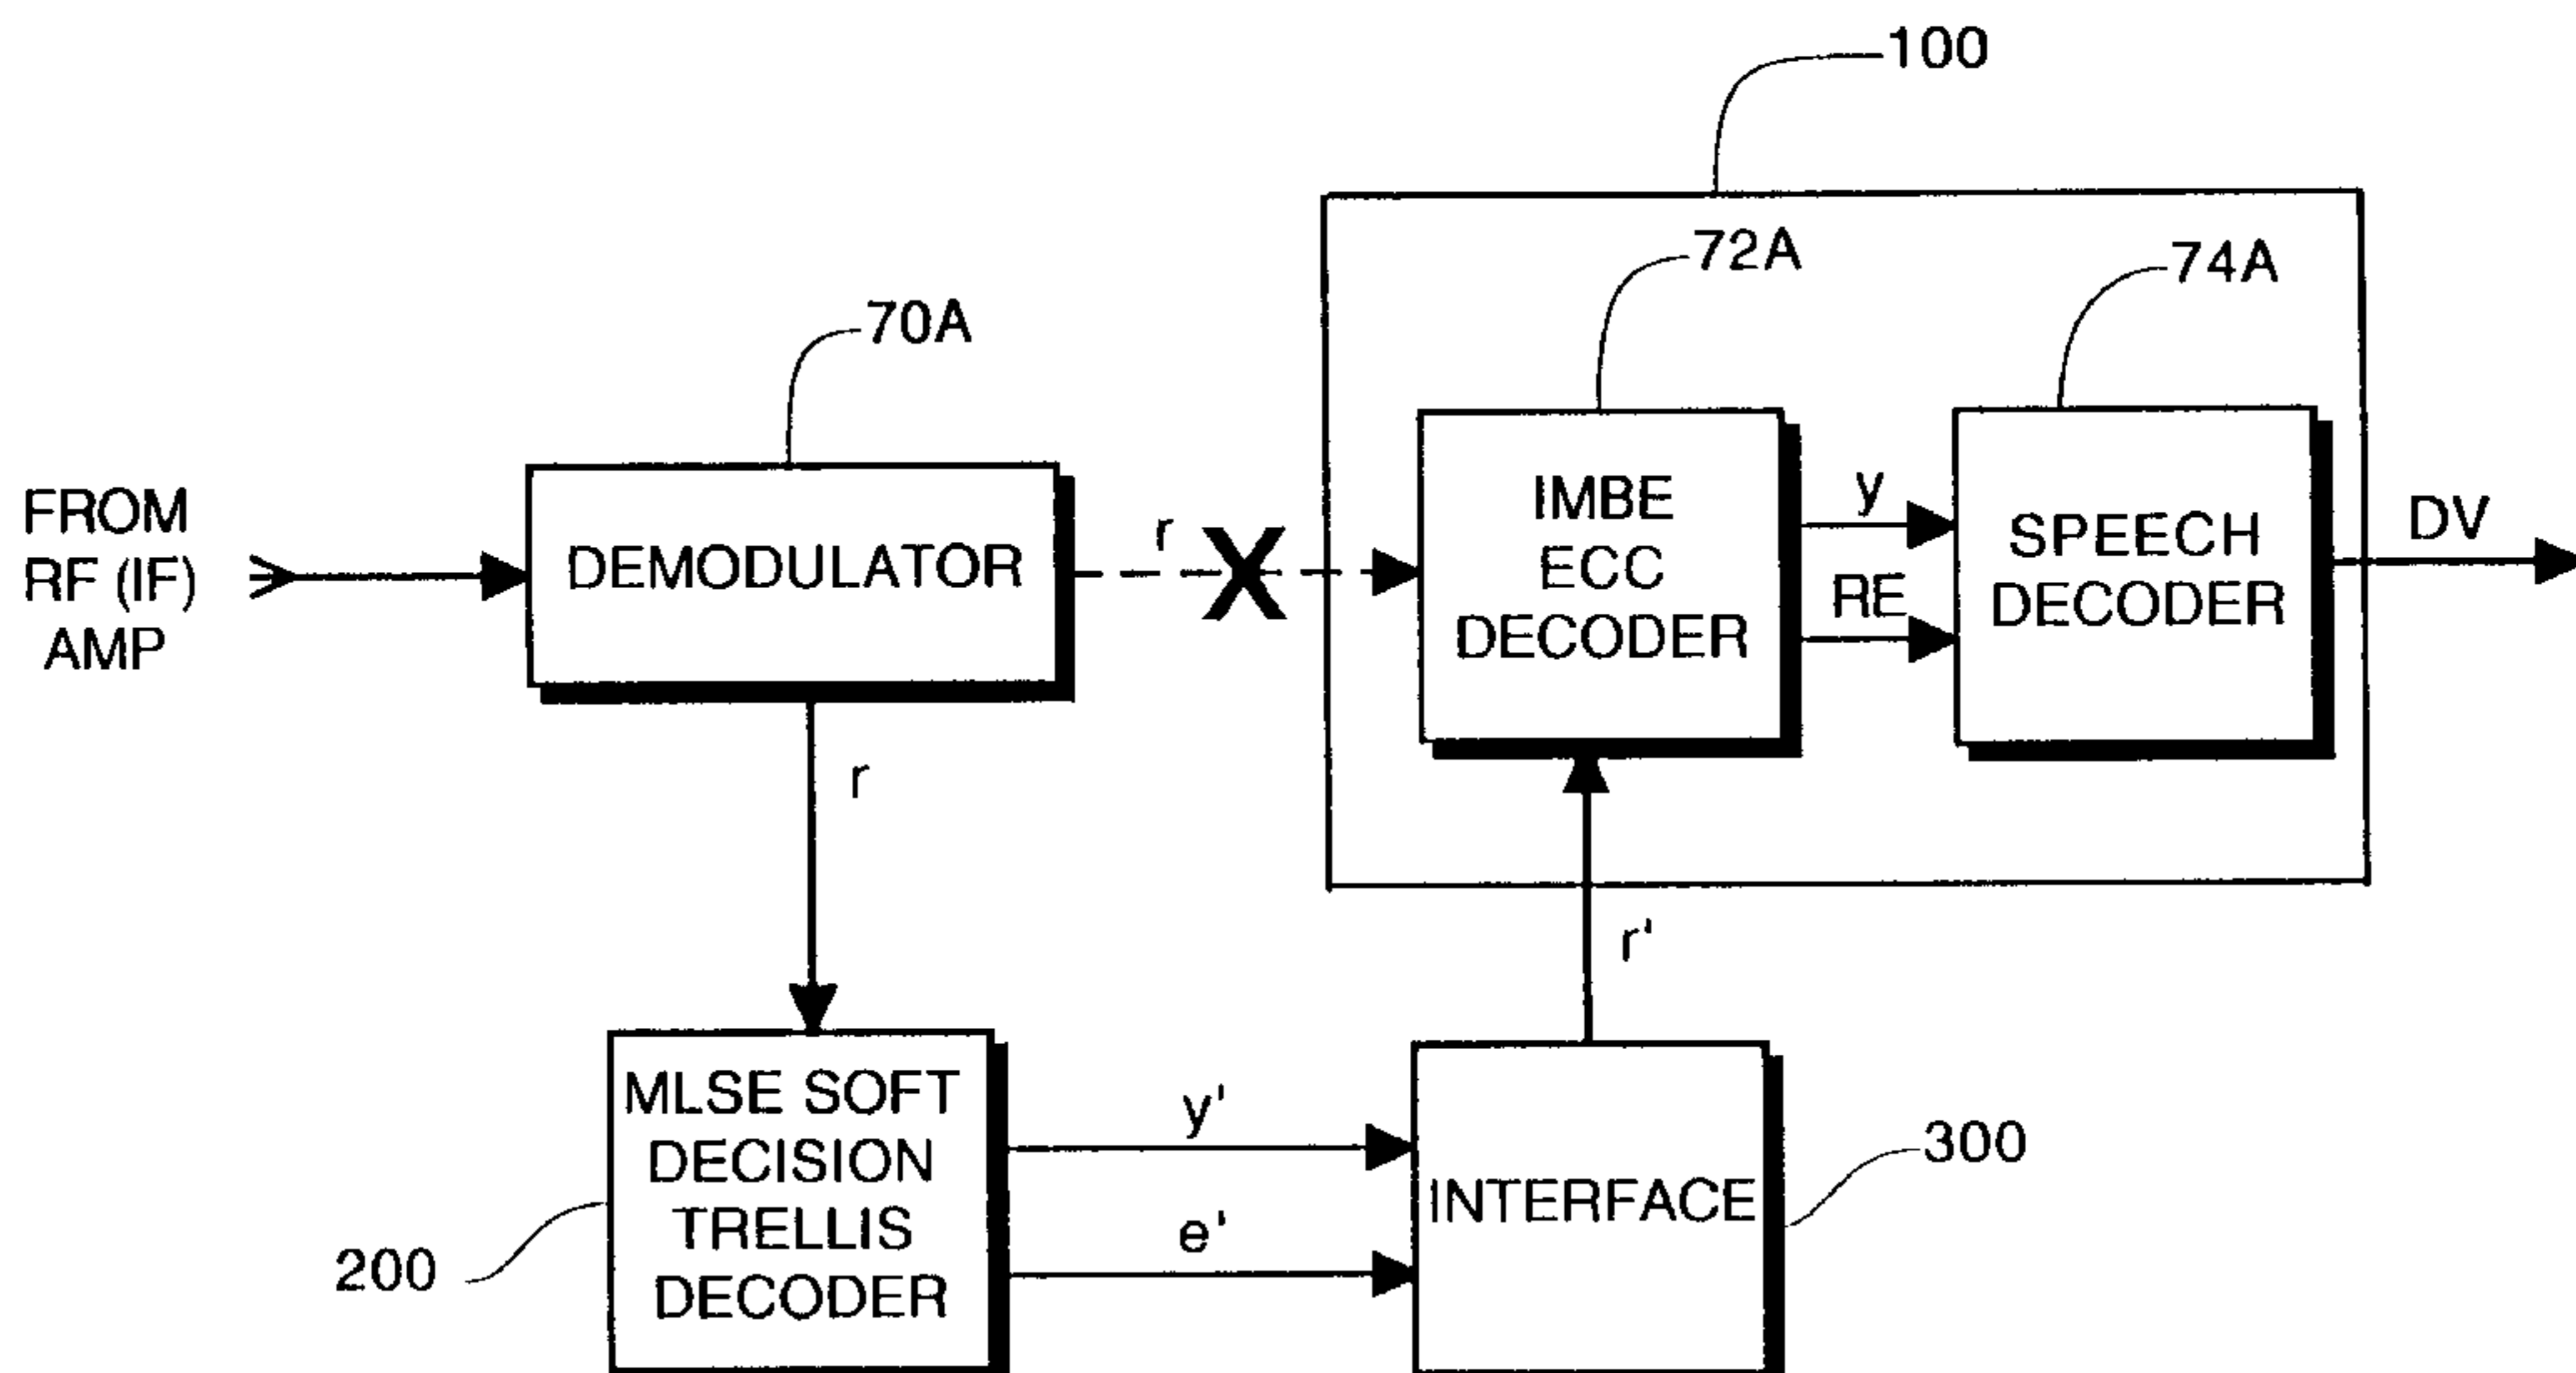 100
72A
74A
70A
FROM
RF (IF)
AMP
DEMODULATOR
r
X
IMBE
ECC
DECODER
y
RE
SPEECH
DECODER
DV
r
r'
MLSE SOFT
DECISION
TRELLIS
DECODER
200
y'
e'
INTERFACE
300